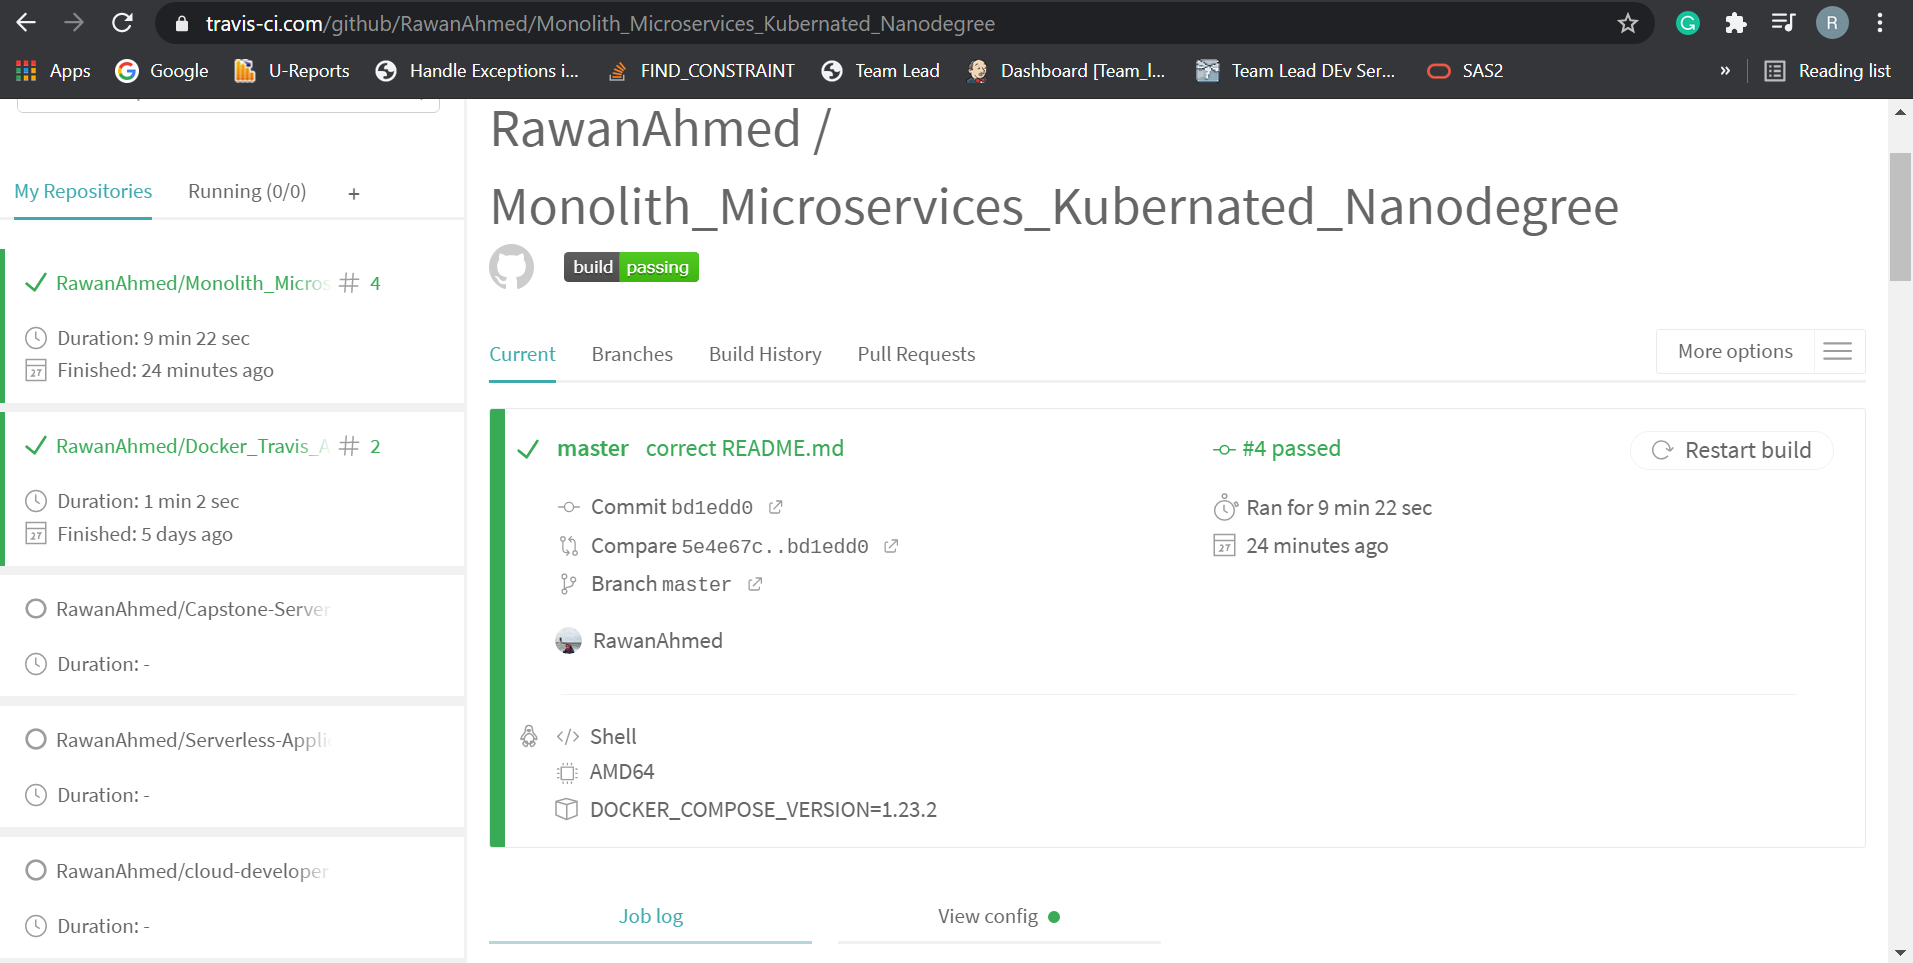 travis-ci.com/github/RawanAhmed/Monolith_Microservices_Kubernated_Nanodegree
G
R
Apps
Google
U-Reports
Handle Exceptions i...
FIND_CONSTRAINT
Team Lead
Dashboard [Team_l...
Team Lead DEv Ser...
SAS2
»
Reading list
My Repositories
Running (0/0)
+
RawanAhmed/Monolith_Micros
# 4
Duration: 9 min 22 sec
27 Finished: 24 minutes ago
RawanAhmed/Docker_Travis_A
# 2
Duration: 1 min 2 sec
27 Finished: 5 days ago
RawanAhmed/Capstone-Server
Duration: -
RawanAhmed/Serverless-Applic
Duration: -
RawanAhmed/cloud-developer
Duration: -
RawanAhmed /
Monolith_Microservices_Kubernated_Nanodegree
build passing
Current
Branches
Build History
Pull Requests
More options
master correct README.md
Commit bd1edd0
Compare 5e4e67c..bd1edd0
Branch master
RawanAhmed
#4 passed
Ran for 9 min 22 sec
27 24 minutes ago
Restart build
</> Shell
AMD64
DOCKER_COMPOSE_VERSION=1.23.2
Job log
View config